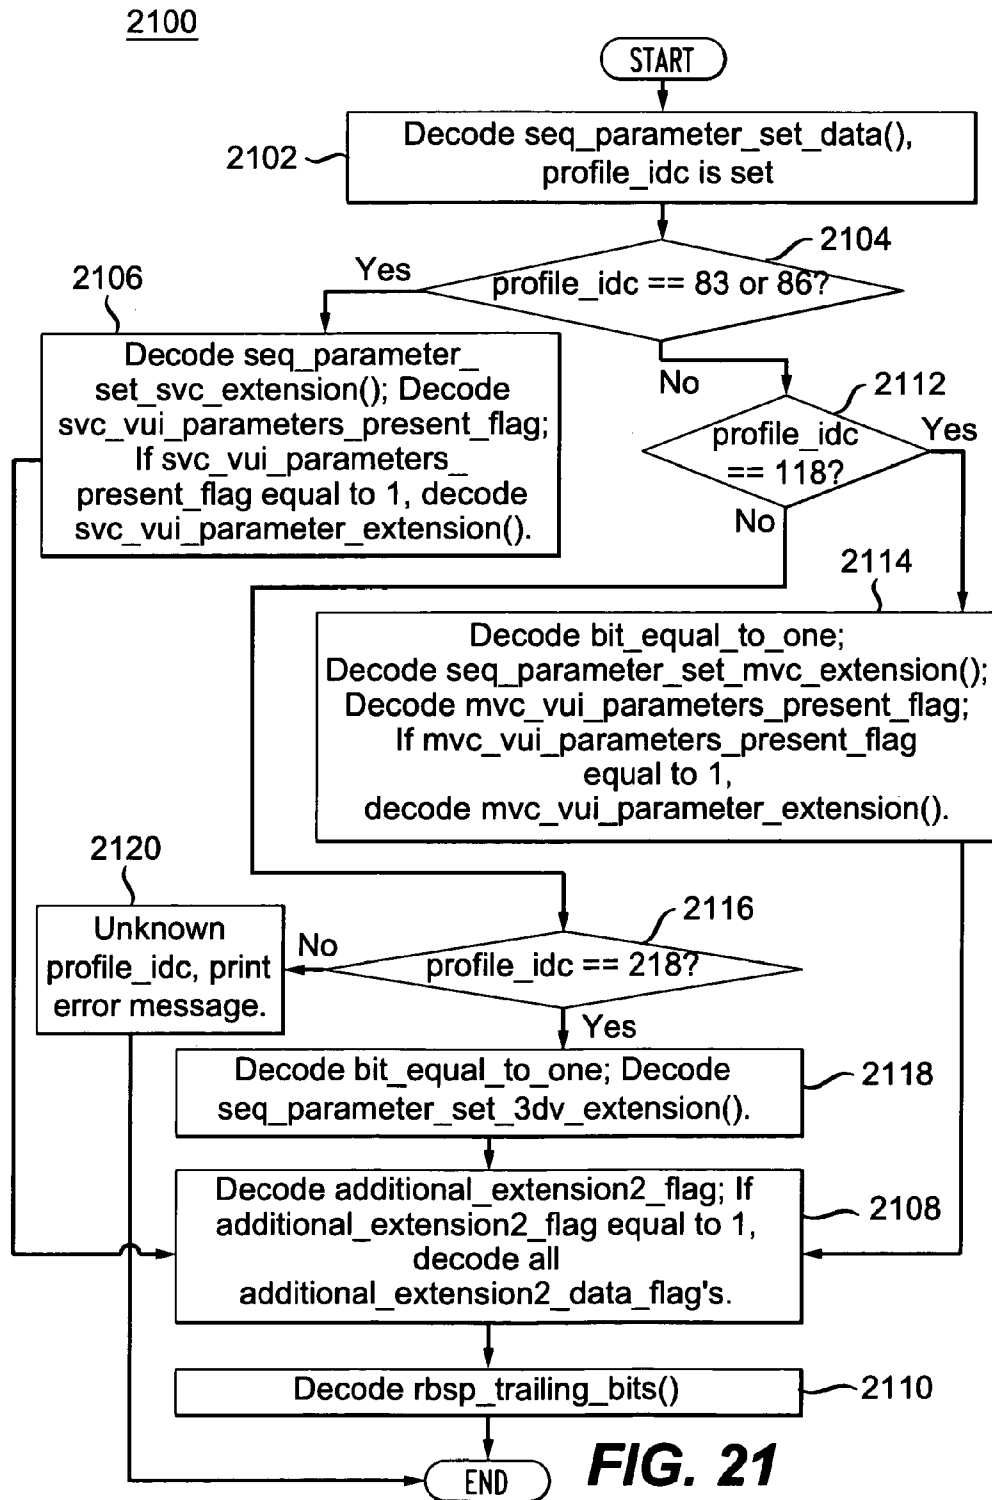 2100
START
2102
Decode seq_parameter_set_data(),
profile_idc is set
2104
profile_idc == 83 or 86?
Yes
No
2106
Decode seq_parameter_
set_svc_extension(); Decode
svc_vui_parameters_present_flag;
If svc_vui_parameters_
present_flag equal to 1, decode
svc_vui_parameter_extension().
2112
profile_idc
== 118?
Yes
No
2114
Decode bit_equal_to_one;
Decode seq_parameter_set_mvc_extension();
Decode mvc_vui_parameters_present_flag;
If mvc_vui_parameters_present_flag
equal to 1,
decode mvc_vui_parameter_extension().
2120
Unknown
profile_idc, print
error message.
2116
No
profile_idc == 218?
Yes
Decode bit_equal_to_one; Decode
seq_parameter_set_3dv_extension().
2118
Decode additional_extension2_flag; If
additional_extension2_flag equal to 1,
decode all
additional_extension2_data_flag's.
2108
Decode rbsp_trailing_bits()
2110
END
FIG. 21